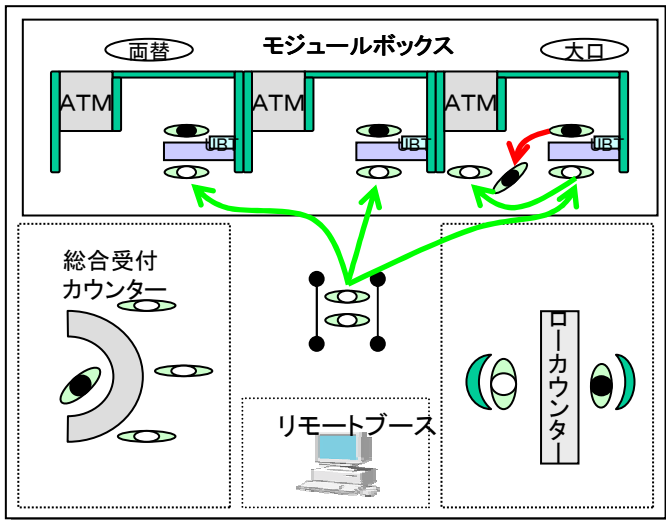 両替
モジュールボックス
大口
ATM
ATM
ATM
UBT
UBT
UBT
総合受付
カウンター
ローカウンター
リモートブース